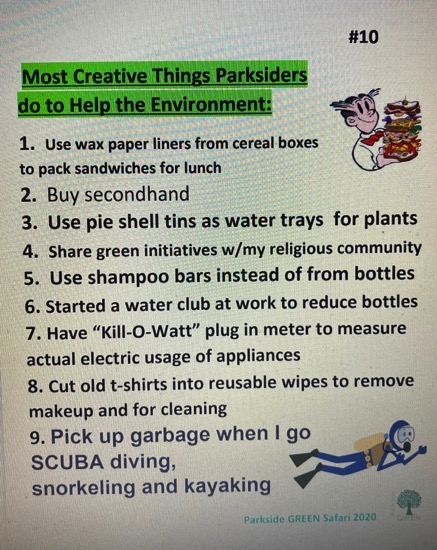 #10
Most Creative Things Parksiders
do to Help the Environment:
1. Use wax paper liners from cereal boxes
to pack sandwiches for lunch
2. Buy secondhand
3. Use pie shell tins as water trays for plants
4. Share green initiatives w/my religious community
5. Use shampoo bars instead of from bottles
6. Started a water club at work to reduce bottles
7. Have “Kill-O-Watt” plug in meter to measure
actual electric usage of appliances
8. Cut old t-shirts into reusable wipes to remove
makeup and for cleaning
9. Pick up garbage when I go
SCUBA diving,
snorkeling and kayaking
Parkside GREEN Safari 2020
GREEN